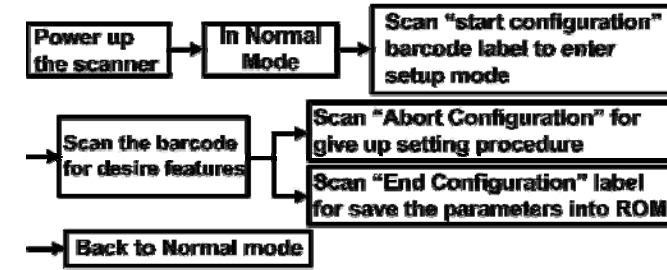 Power up
the scanner
In Normal
Mode
Scan “start configuration”
barcode label to enter
setup mode
Scan the barcode
for desire features
Scan “Abort Configuration” for
give up setting procedure
Scan “End Configuration” label
for save the parameters into ROM
Back to Normal mode